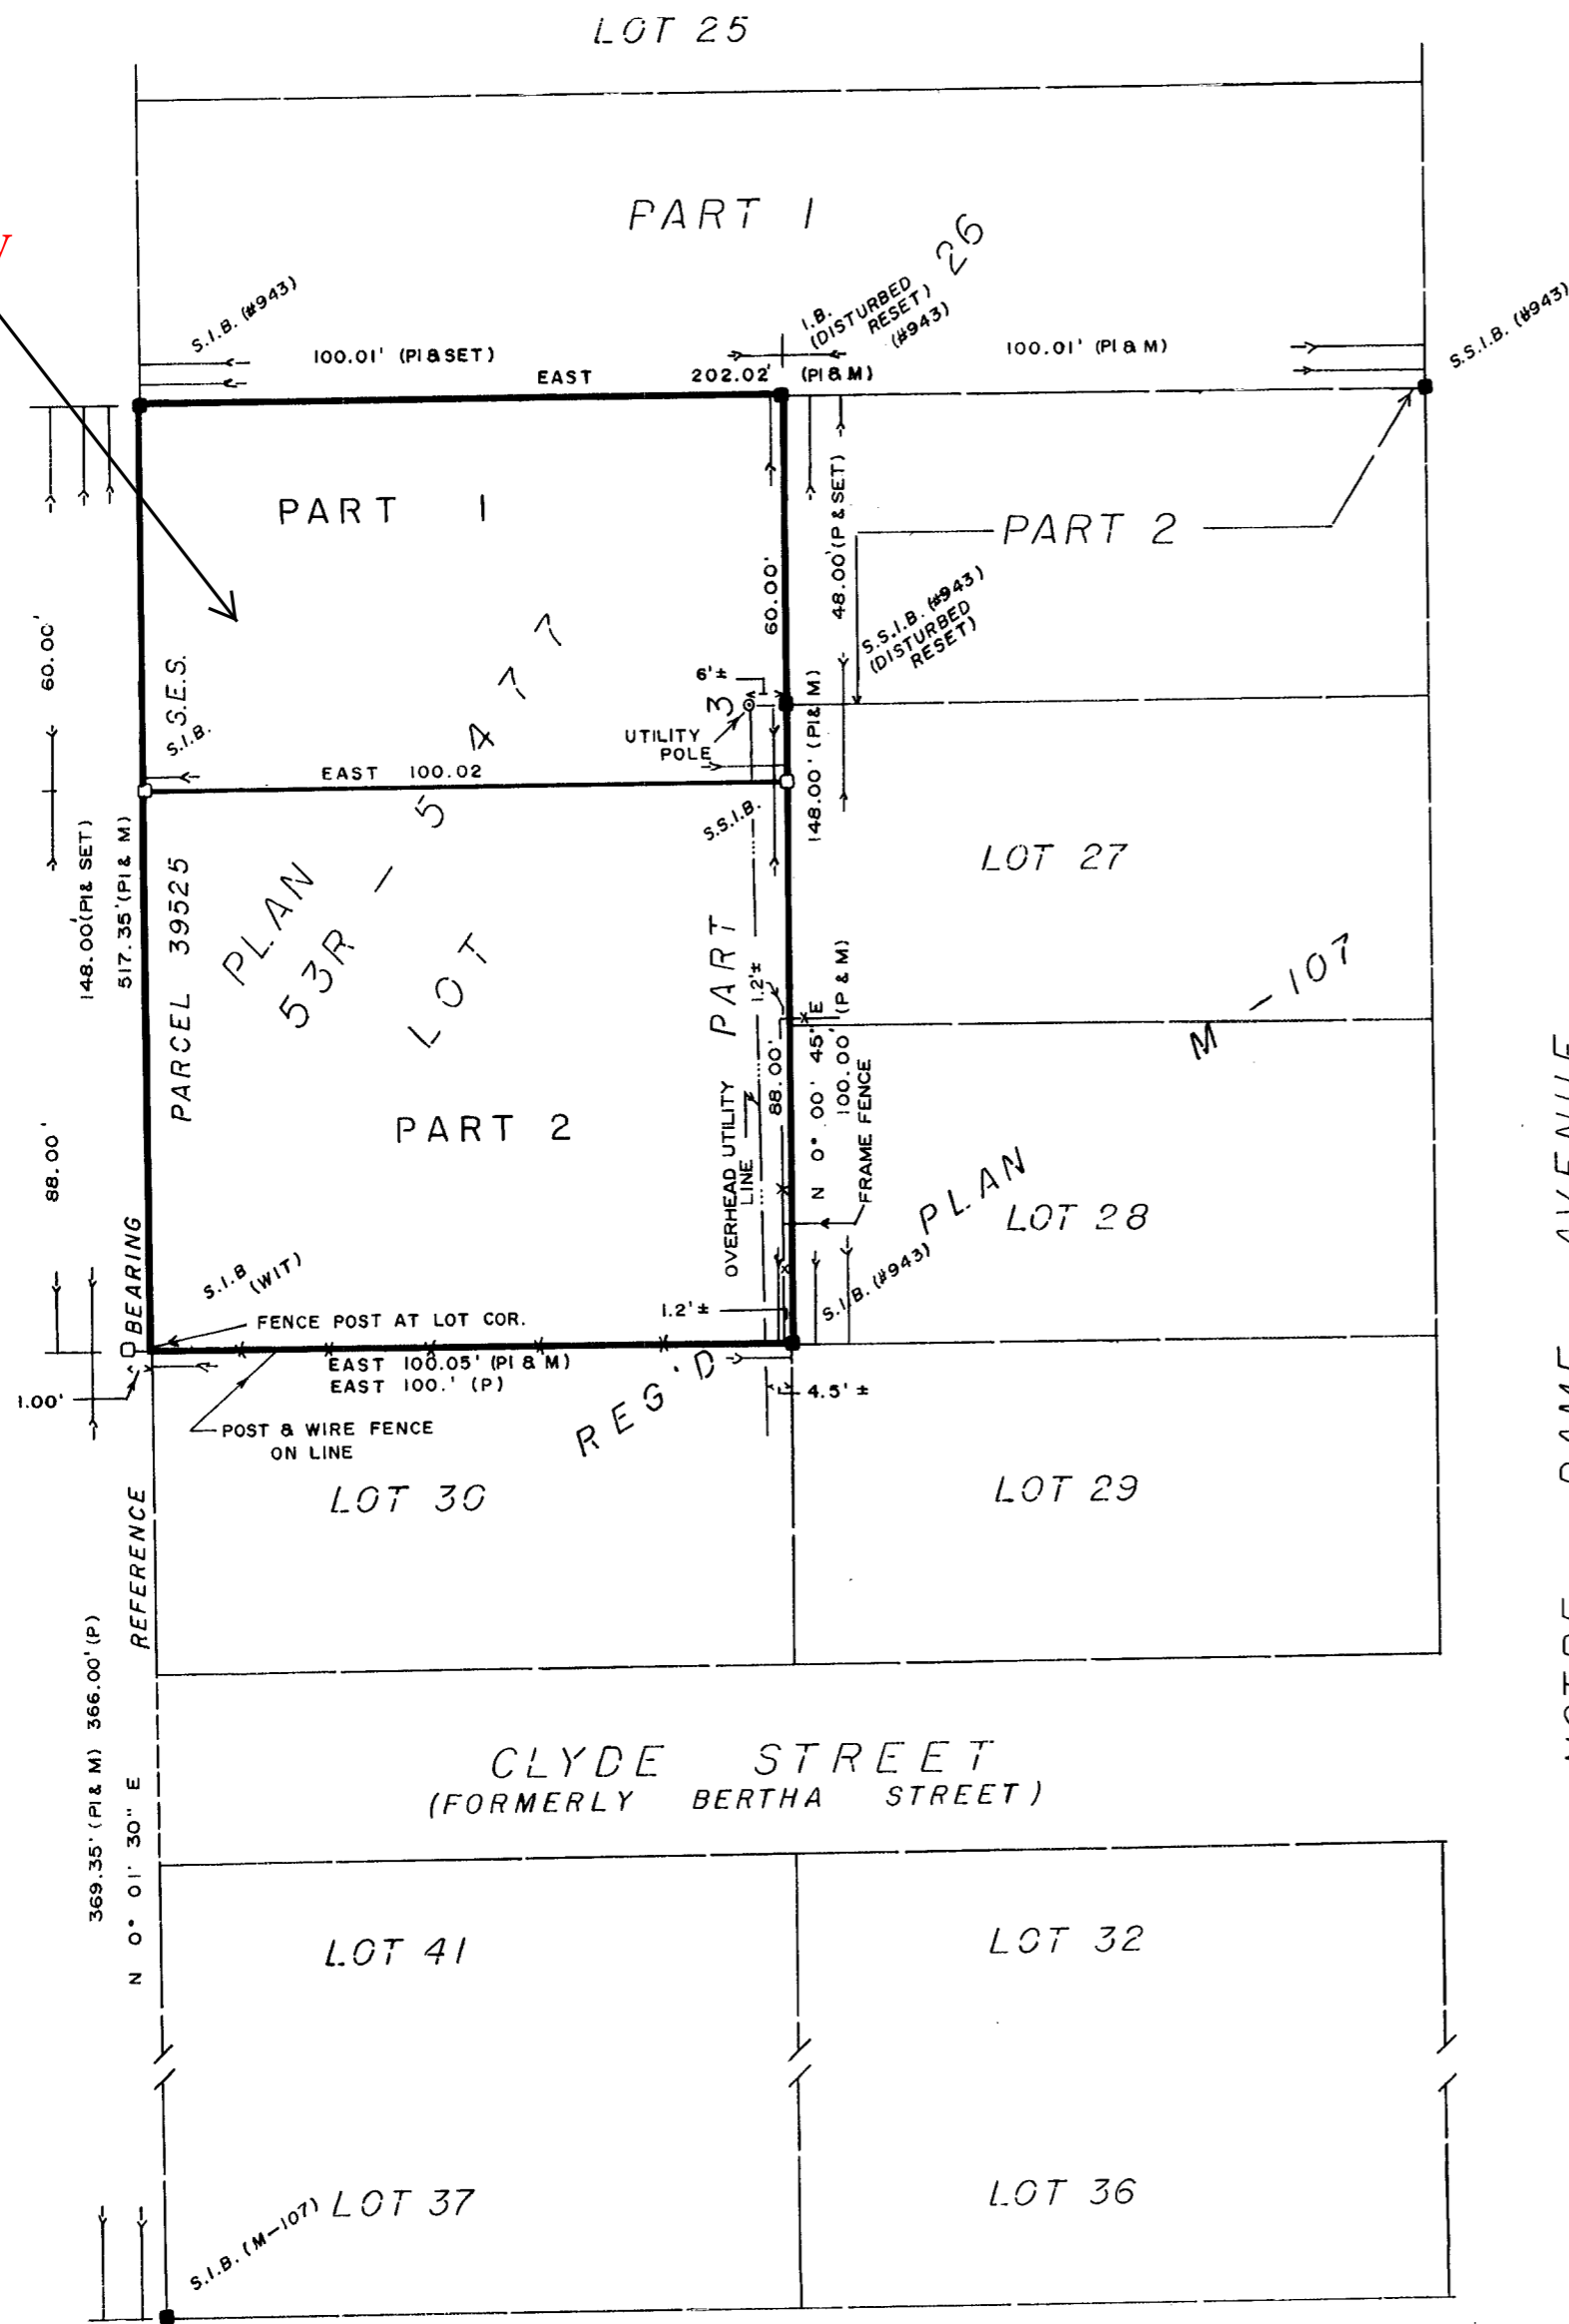 LOT 25
PART 1
26
S.I.B. (#943)
I.B.
(DISTURBED
RESET)
(#943)
S.S.I.B. (#943)
100.01' (PI & SET)
100.01' (PI & M)
EAST 202.02' (PI & M)
PART 1
PART 2
60.00'
60.00'
48.00' (P & SET)
S.S.I.B. (#943)
(DISTURBED
RESET)
S.E.S.
S.I.B.
6'±
3
UTILITY
POLE
148.00' (PI & M)
EAST 100.02
S.S.I.B.
148.00' (PI & SET)
517.35' (PI & M)
PARCEL 39525
PLAN
53R - 5477
LOT
PART
LOT 27
M - 107
1.2'±
88.00'
N 0° 00' 45" E
100.00' (P & M)
OVERHEAD UTILITY
LINE
FRAME FENCE
PART 2
88.00'
PLAN
LOT 28
BEARING
S.I.B
(WIT)
FENCE POST AT LOT COR.
1.2'±
S.I.B. (#943)
EAST 100.05' (PI & M)
EAST 100.' (P)
REG'D
4.5' ±
1.00'
POST & WIRE FENCE
ON LINE
LOT 30
LOT 29
REFERENCE
369.35' (PI & M) 366.00' (P)
N 0° 01' 30" E
CLYDE STREET
(FORMERLY BERTHA STREET)
LOT 41
LOT 32
S.I.B. (M-107)
LOT 37
LOT 36